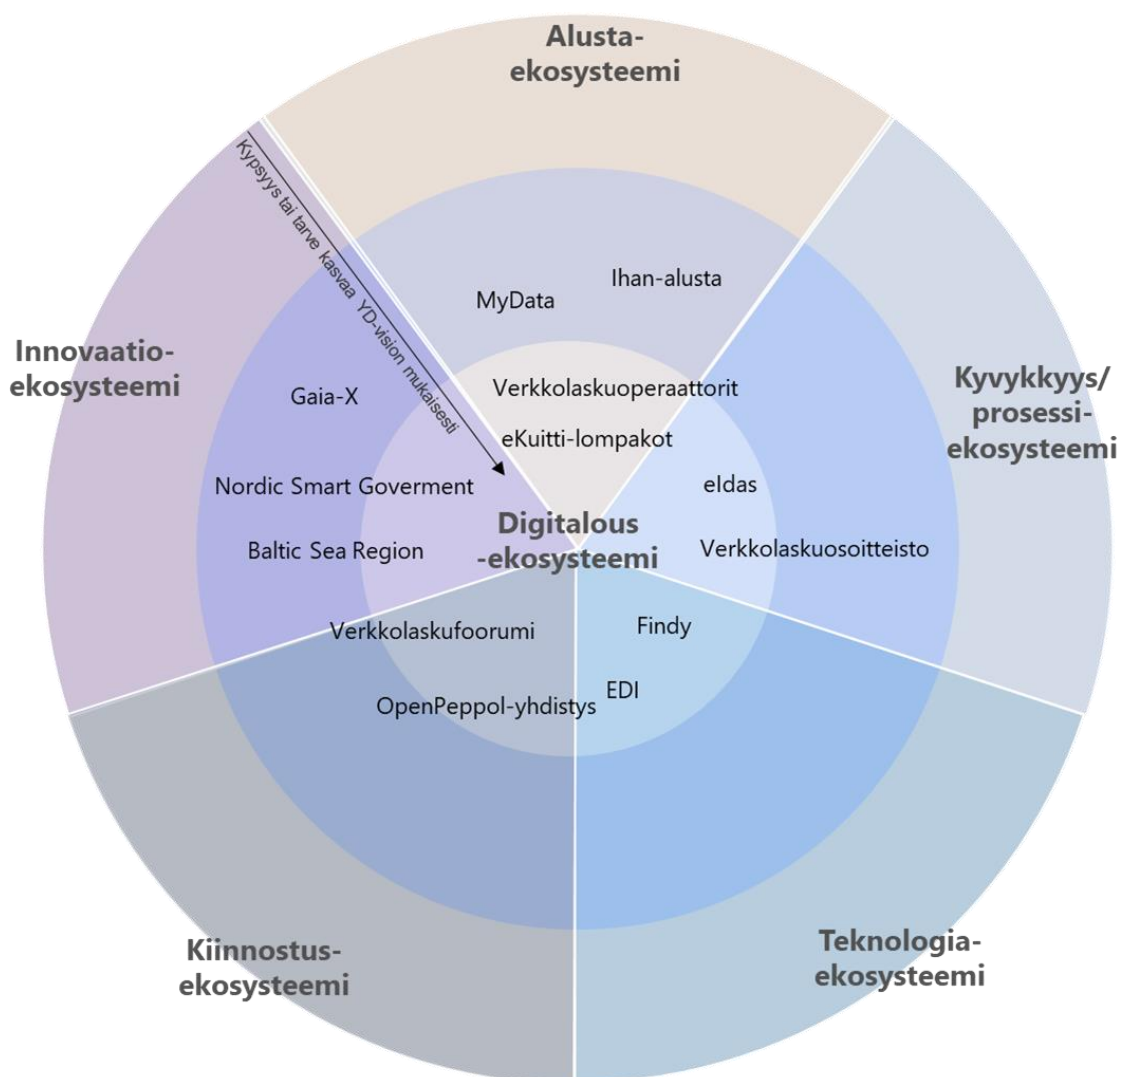 Alusta-
ekosysteemi
Kypsyys tai tarve kasvaa YD-vision mukaisesti
Ihan-alusta
MyData
Innovaatio-
ekosysteemi
Kyvykkyys/
prosessi-
ekosysteemi
Verkkolaskuoperaattorit
Gaia-X
eKuitti-lompakot
Nordic Smart Goverment
eIdas
Digitalous
-ekosysteemi
Baltic Sea Region
Verkkolaskuosoitteisto
Verkkolaskufoorumi
Findy
OpenPeppol-yhdistys
EDI
Kiinnostus-
ekosysteemi
Teknologia-
ekosysteemi